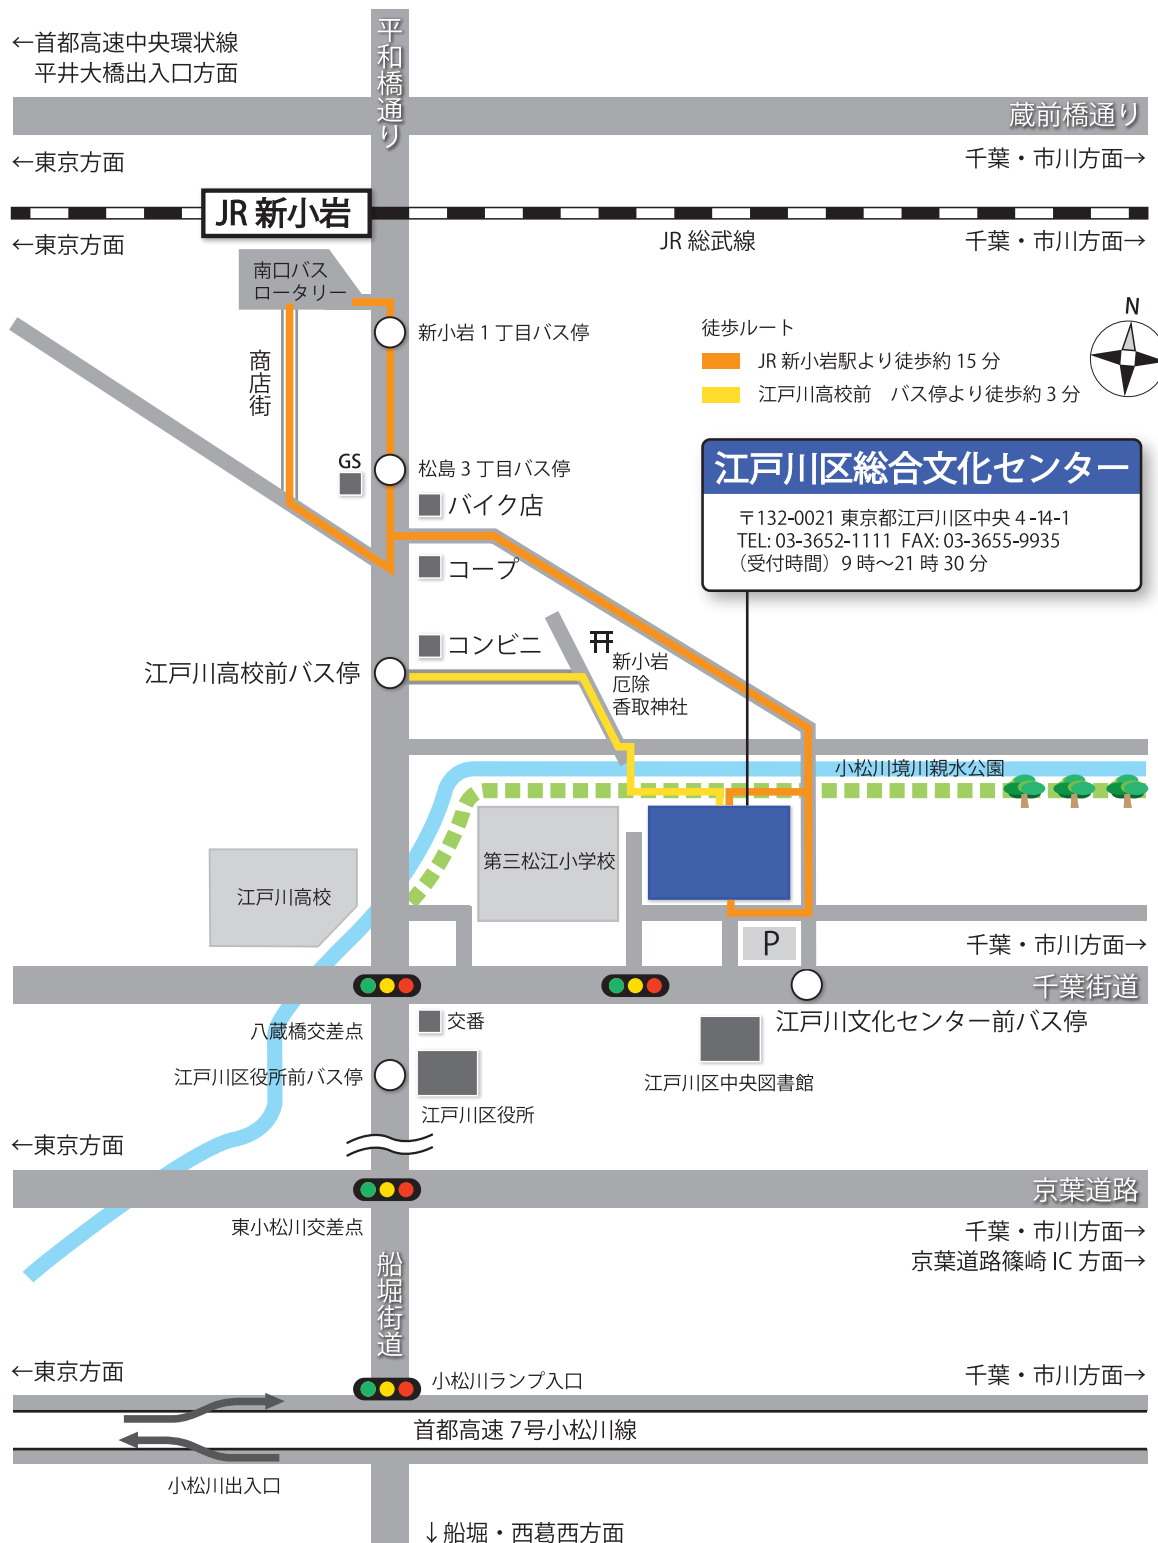 ←首都高速中央環状線
平井大橋出入口方面
平和橋通り
蔵前橋通り
←東京方面
千葉・市川方面→
JR 新小岩
←東京方面
JR 総武線
千葉・市川方面→
南口バス
ロータリー
新小岩 1 丁目バス停
商店街
徒歩ルート
JR 新小岩駅より徒歩約 15 分
江戸川高校前　バス停より徒歩約 3 分
N
GS
松島 3 丁目バス停
バイク店
江戸川区総合文化センター
〒132-0021 東京都江戸川区中央 4-14-1
TEL: 03-3652-1111 FAX: 03-3655-9935
（受付時間）9 時〜21 時 30 分
コープ
コンビニ
江戸川高校前バス停
新小岩
厄除
香取神社
小松川境川親水公園
第三松江小学校
江戸川高校
P
千葉・市川方面→
千葉街道
八蔵橋交差点
交番
江戸川文化センター前バス停
江戸川区役所前バス停
江戸川区役所
江戸川区中央図書館
←東京方面
京葉道路
東小松川交差点
千葉・市川方面→
京葉道路篠崎 IC 方面→
船堀街道
←東京方面
小松川ランプ入口
千葉・市川方面→
首都高速 7 号小松川線
小松川出入口
↓船堀・西葛西方面